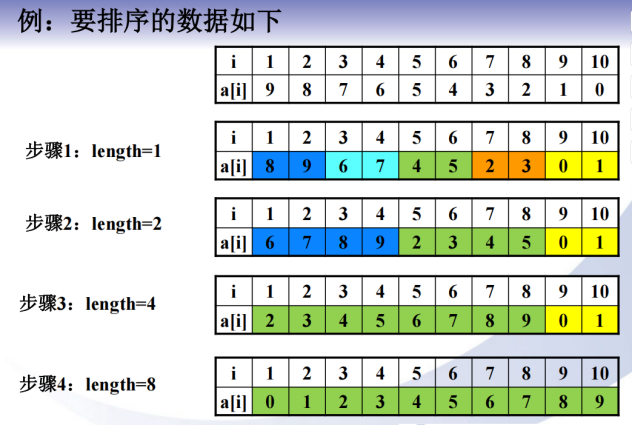 例：要排序的数据如下
i 1 2 3 4 5 6 7 8 9 10
a[i] 9 8 7 6 5 4 3 2 1 0
步骤1：length=1
i 1 2 3 4 5 6 7 8 9 10
a[i] 8 9 6 7 4 5 2 3 0 1
步骤2：length=2
i 1 2 3 4 5 6 7 8 9 10
a[i] 6 7 8 9 2 3 4 5 0 1
步骤3：length=4
i 1 2 3 4 5 6 7 8 9 10
a[i] 2 3 4 5 6 7 8 9 0 1
步骤4：length=8
i 1 2 3 4 5 6 7 8 9 10
a[i] 0 1 2 3 4 5 6 7 8 9